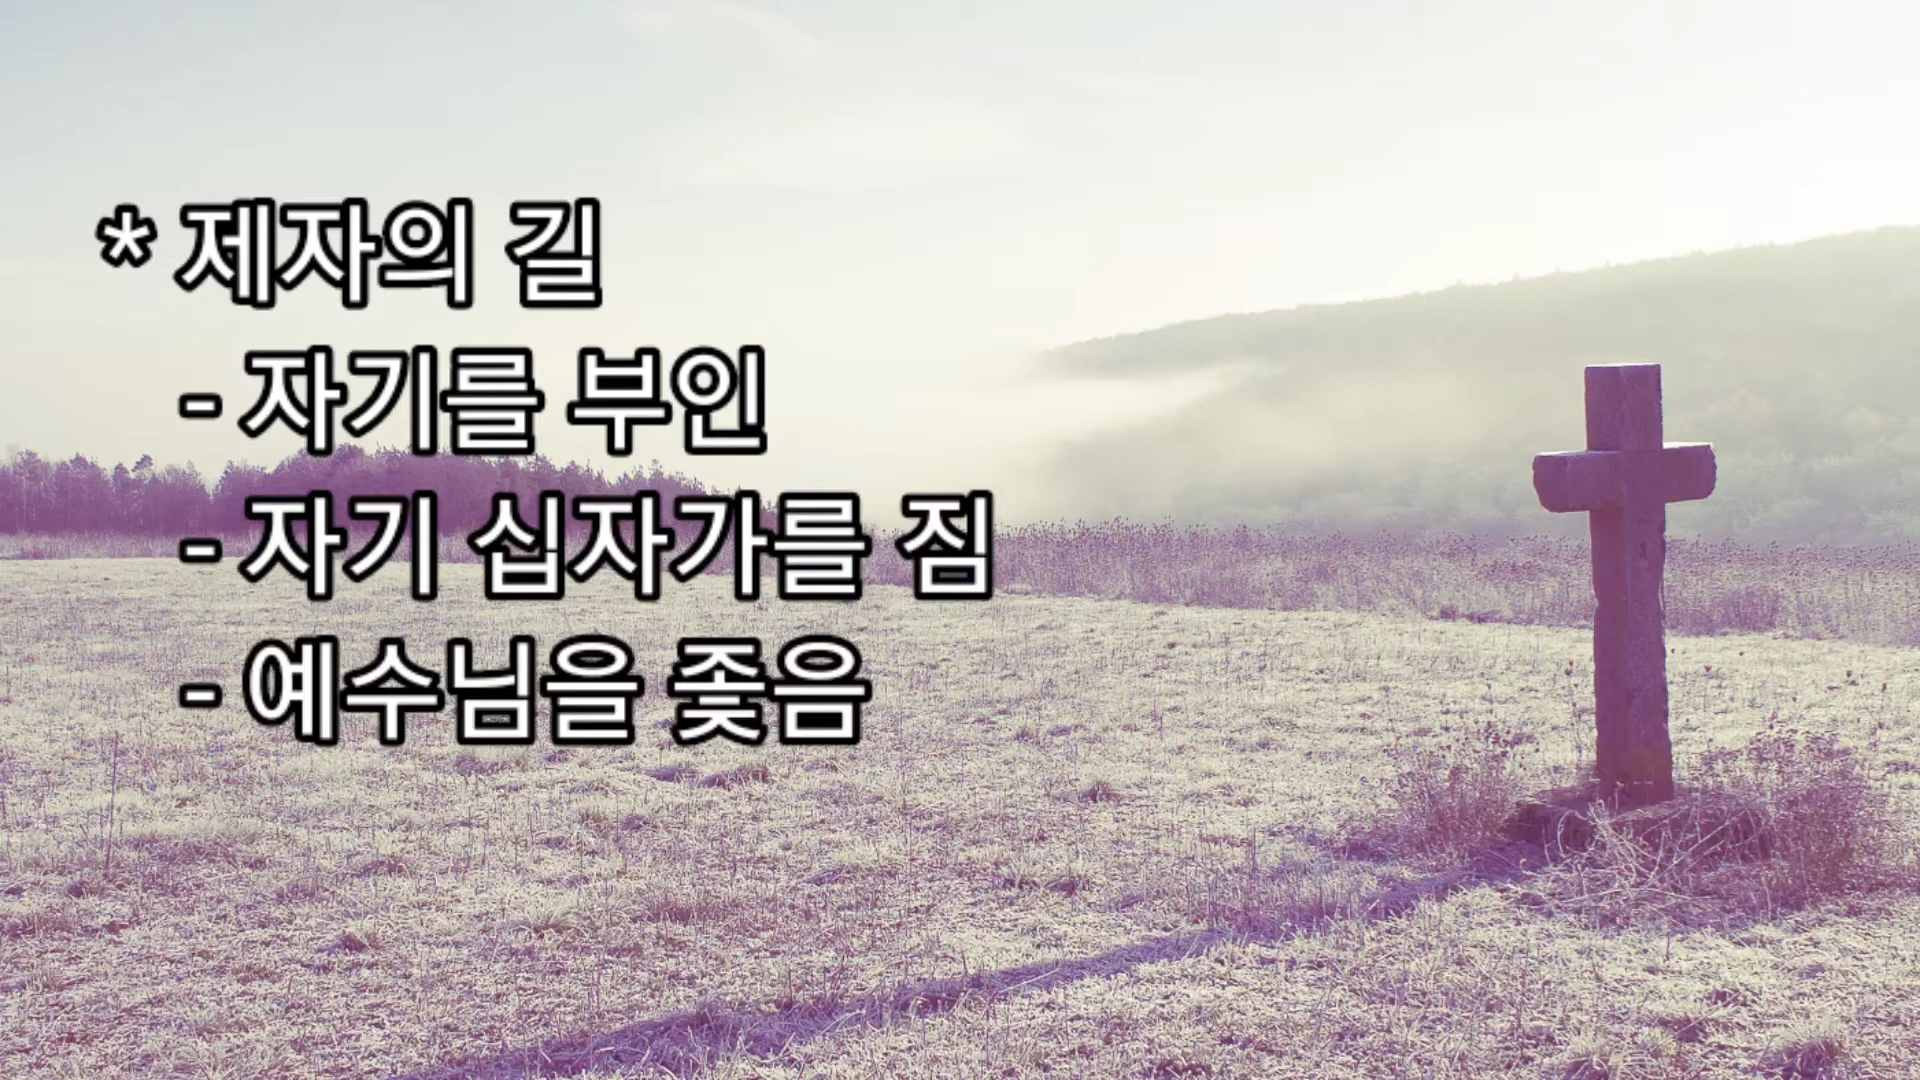 * 제자의 길
- 자기를 부인
- 자기 십자가를 짐
- 예수님을 좇음